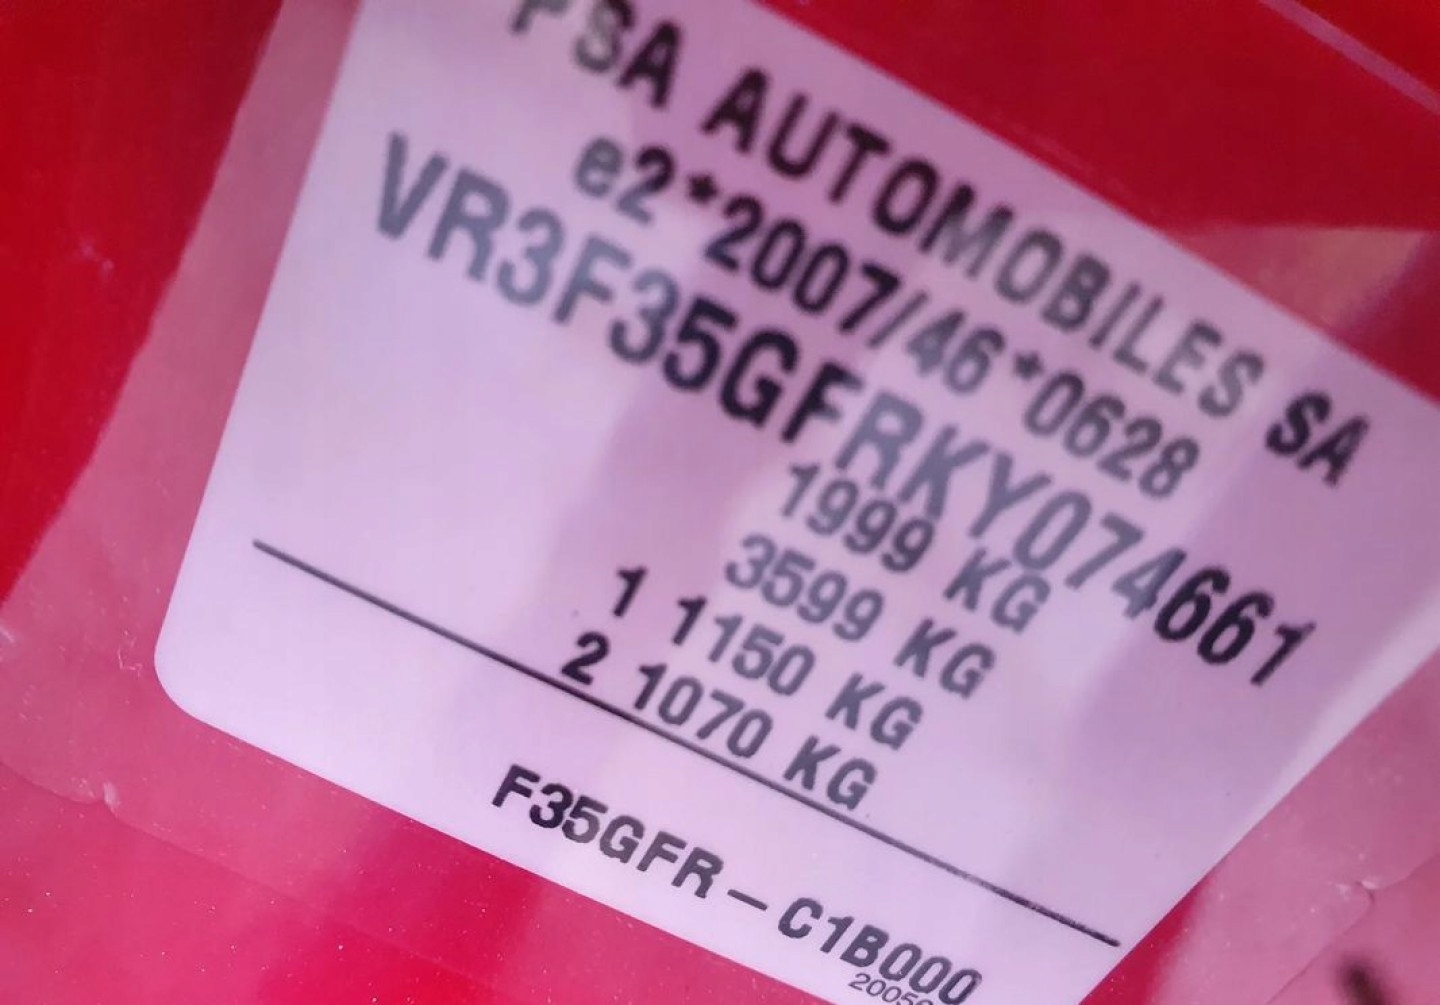 PSA AUTOMOBILES SA
e2*2007/46*0628
VR3F35GFRKY074661
1999 KG
3599 KG
1 1150 KG
2 1070 KG
F35GFR – C1B000